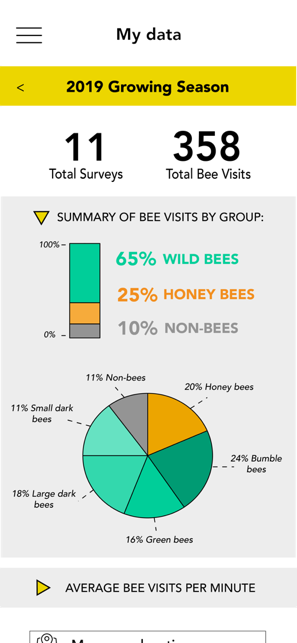 My data
< 2019 Growing Season
11 358
Total Surveys Total Bee Visits
SUMMARY OF BEE VISITS BY GROUP:
100%
65% WILD BEES
25% HONEY BEES
10% NON-BEES
0%
11% Non-bees
20% Honey bees
11% Small dark
bees
24% Bumble
bees
18% Large dark
bees
16% Green bees
AVERAGE BEE VISITS PER MINUTE